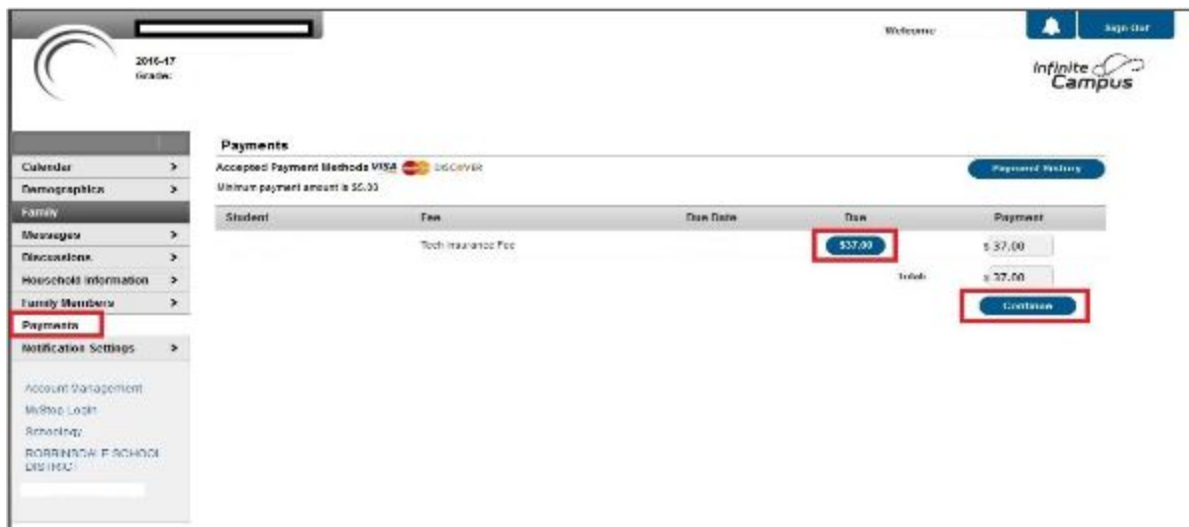 Welcome
Sign Out
2016-17
Grade:
Infinite
Campus
Payments
Calendar >
Accepted Payment Methods VISA MasterCard DISCOVER
Payment History
Demographics >
Minimum payment amount is $5.00
Family
Student Fee Due Date Due Payment
Messages >
Tech Insurance Fee $37.00 $ 37.00
Discussions >
Household Information >
Total: $ 37.00
Family Members >
Continue
Payments
Notification Settings >
Account Management
MyStop Login
Schoology
ROBBINSDALE SCHOOL
DISTRICT